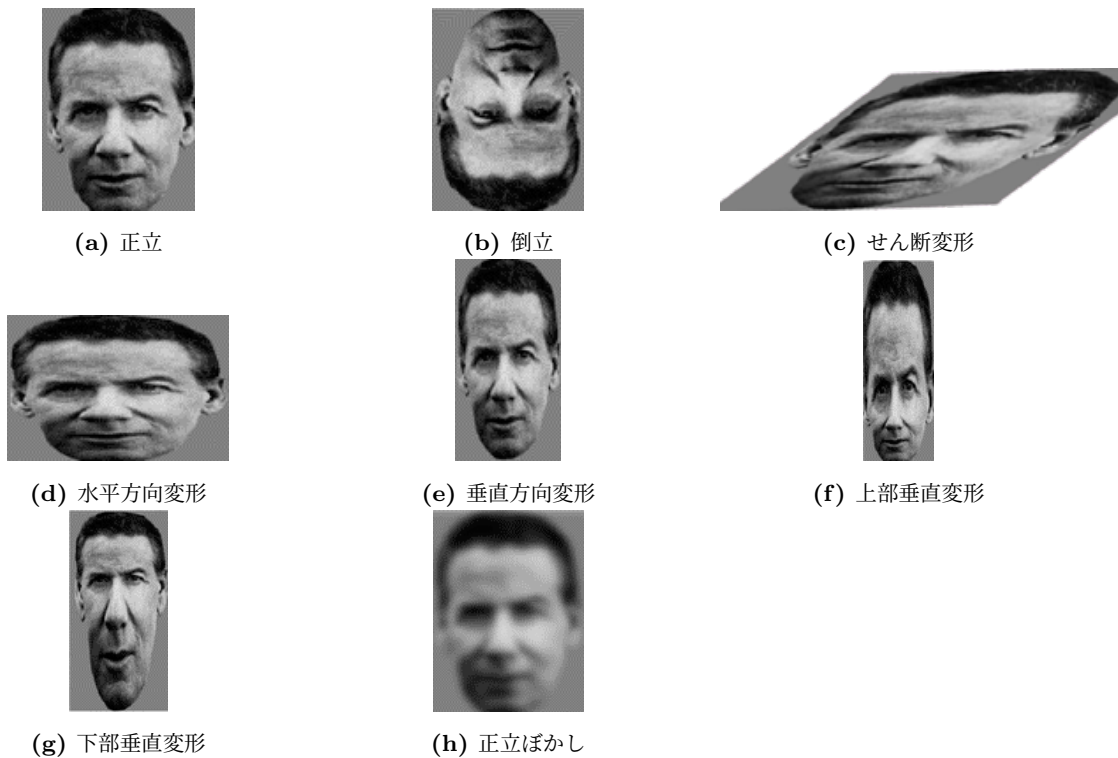 (a) 正立
(b) 倒立
(c) せん断変形
(d) 水平方向変形
(e) 垂直方向変形
(f) 上部垂直変形
(g) 下部垂直変形
(h) 正立ぼかし